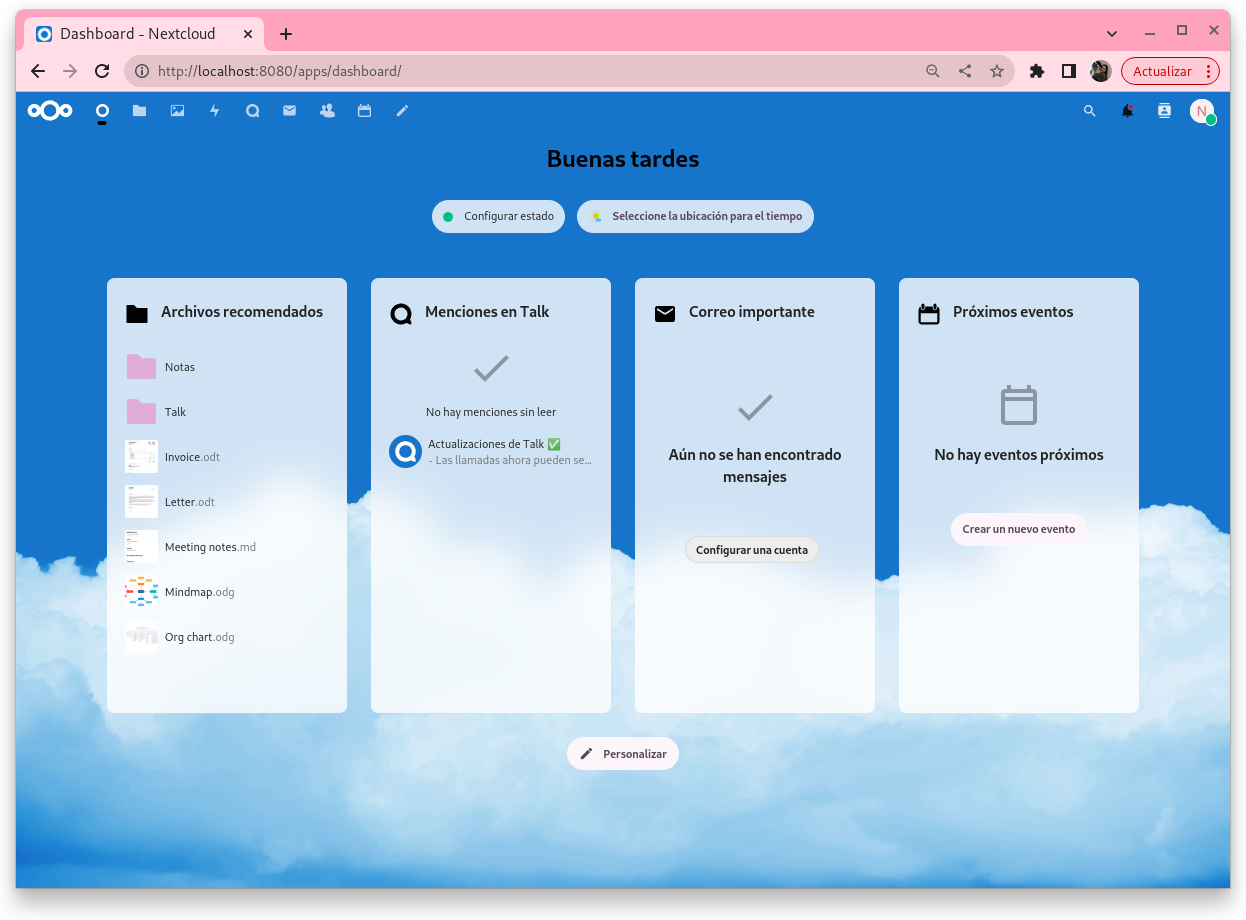 Dashboard - Nextcloud
http://localhost:8080/apps/dashboard/
Actualizar
N
Buenas tardes
Configurar estado
Seleccione la ubicación para el tiempo
Archivos recomendados
Notas
Talk
Invoice.odt
Letter.odt
Meeting notes.md
Mindmap.odg
Org chart.odg
Menciones en Talk
No hay menciones sin leer
Actualizaciones de Talk ✅
- Las llamadas ahora pueden se...
Correo importante
Aún no se han encontrado
mensajes
Configurar una cuenta
Próximos eventos
No hay eventos próximos
Crear un nuevo evento
Personalizar